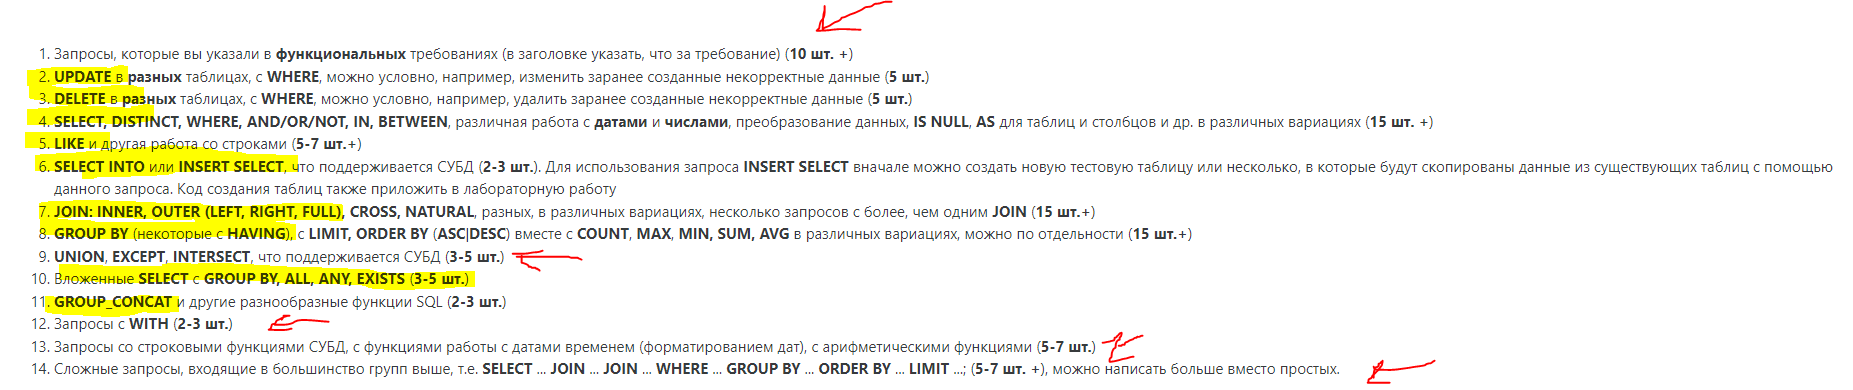 1. Запросы, которые вы указали в функциональных требованиях (в заголовке указать, что за требование) (10 шт. +)
2. UPDATE в разных таблицах, с WHERE, можно условно, например, изменить заранее созданные некорректные данные (5 шт.)
3. DELETE в разных таблицах, с WHERE, можно условно, например, удалить заранее созданные некорректные данные (5 шт.)
4. SELECT, DISTINCT, WHERE, AND/OR/NOT, IN, BETWEEN, различная работа с датами и числами, преобразование данных, IS NULL, AS для таблиц и столбцов и др. в различных вариациях (15 шт. +)
5. LIKE и другая работа со строками (5-7 шт.+)
6. SELECT INTO или INSERT SELECT, что поддерживается СУБД (2-3 шт.). Для использования запроса INSERT SELECT вначале можно создать новую тестовую таблицу или несколько, в которые будут скопированы данные из существующих таблиц с помощью
данного запроса. Код создания таблиц также приложить в лабораторную работу
7. JOIN: INNER, OUTER (LEFT, RIGHT, FULL), CROSS, NATURAL, разных, в различных вариациях, несколько запросов с более, чем одним JOIN (15 шт.+)
8. GROUP BY (некоторые с HAVING), с LIMIT, ORDER BY (ASC|DESC) вместе с COUNT, MAX, MIN, SUM, AVG в различных вариациях, можно по отдельности (15 шт.+)
9. UNION, EXCEPT, INTERSECT, что поддерживается СУБД (3-5 шт.)
10. Вложенные SELECT с GROUP BY, ALL, ANY, EXISTS (3-5 шт.)
11. GROUP_CONCAT и другие разнообразные функции SQL (2-3 шт.)
12. Запросы с WITH (2-3 шт.)
13. Запросы со строковыми функциями СУБД, с функциями работы с датами временем (форматированием дат), с арифметическими функциями (5-7 шт.)
14. Сложные запросы, входящие в большинство групп выше, т.е. SELECT ... JOIN ... JOIN ... WHERE ... GROUP BY ... ORDER BY ... LIMIT ...; (5-7 шт. +), можно написать больше вместо простых.